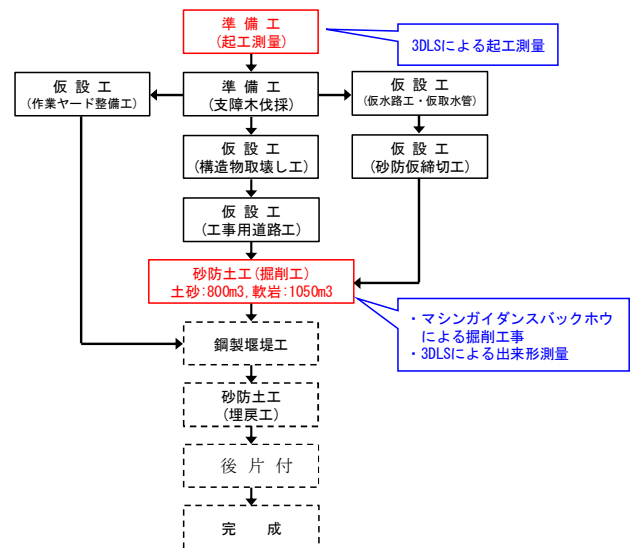 準 備 工
(起工測量)
3DLSによる起工測量
仮 設 工
(作業ヤード整備工)
準 備 工
(支障木伐採)
仮 設 工
(仮水路工・仮取水管)
仮 設 工
(構造物取壊し工)
仮 設 工
(砂防仮締切工)
仮 設 工
(工事用道路工)
砂防土工(掘削工)
土砂:800m3,軟岩:1050m3
・マシンガイダンスバックホウ
による掘削工事
・3DLSによる出来形測量
鋼製堰堤工
砂防土工
(埋戻工)
後 片 付
完 成